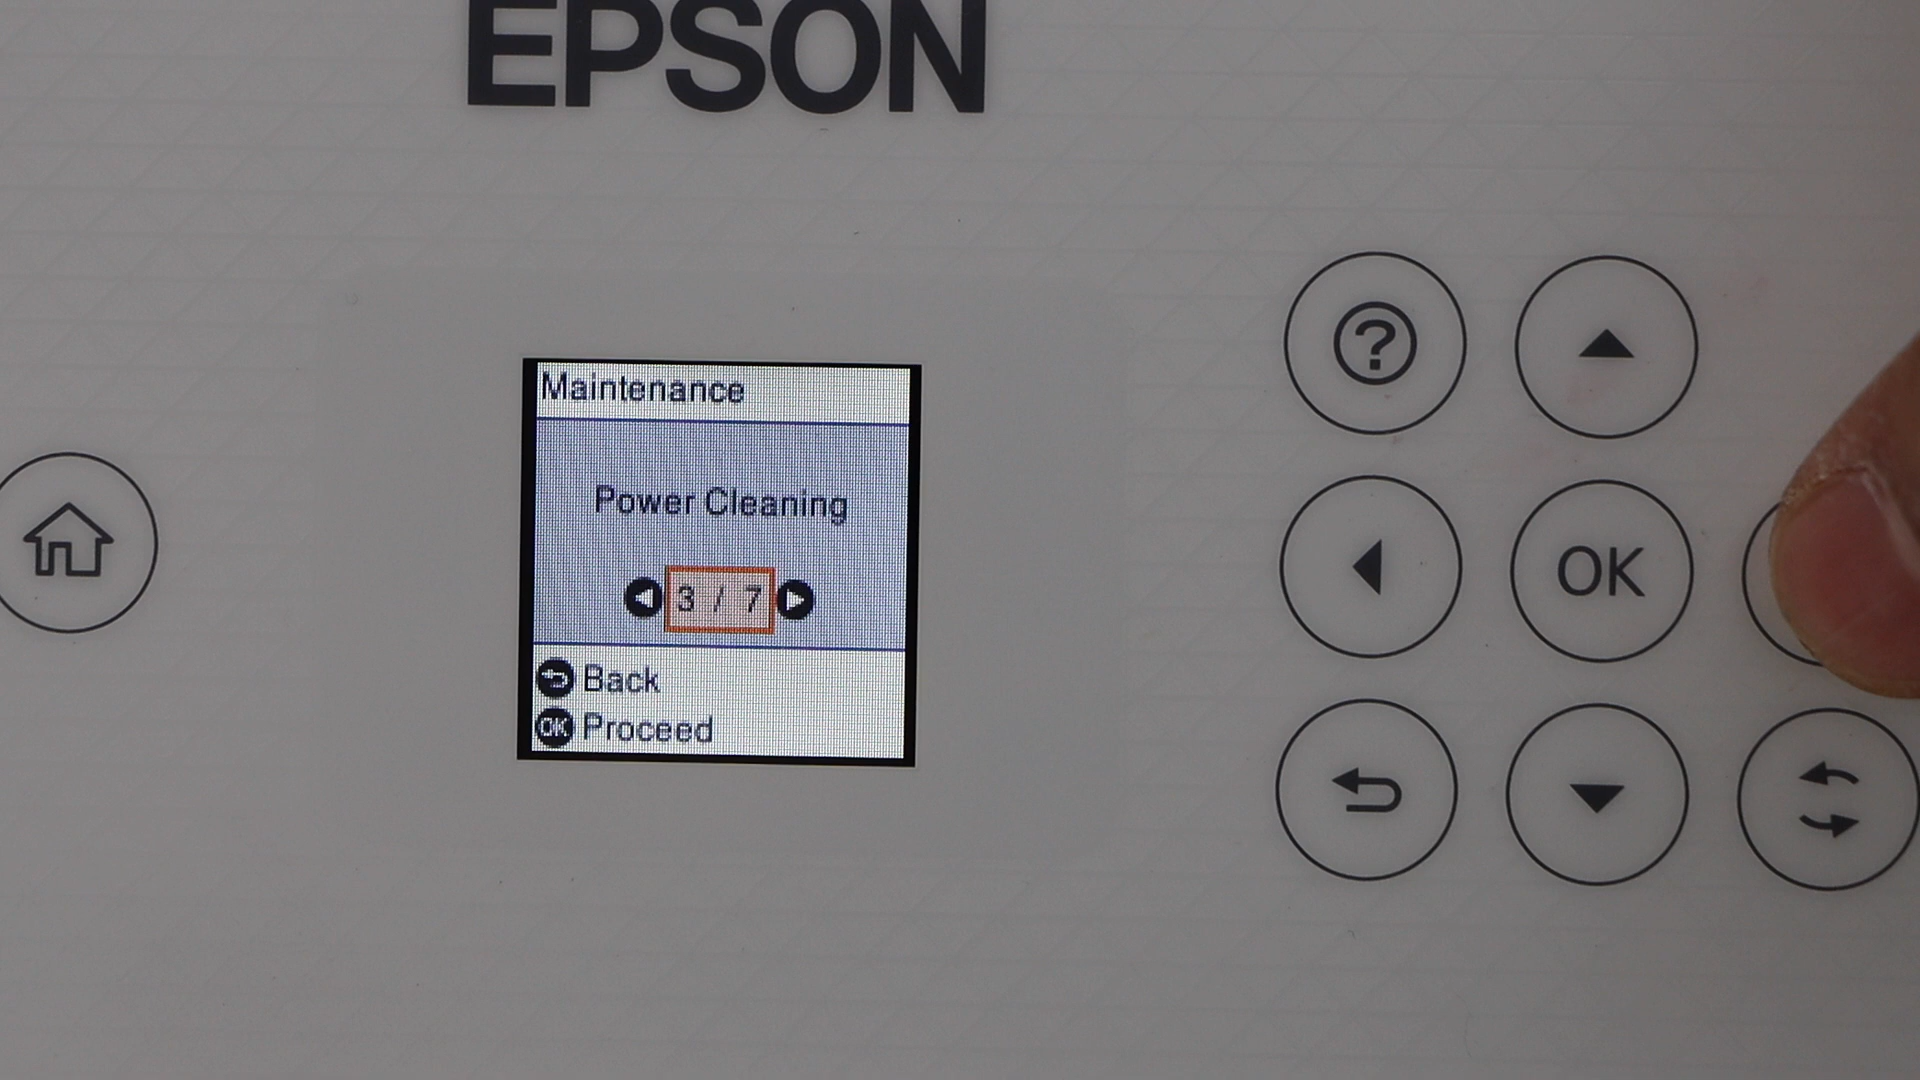 EPSON
Maintenance
Power Cleaning
3 / 7
Back
OK Proceed
?
OK